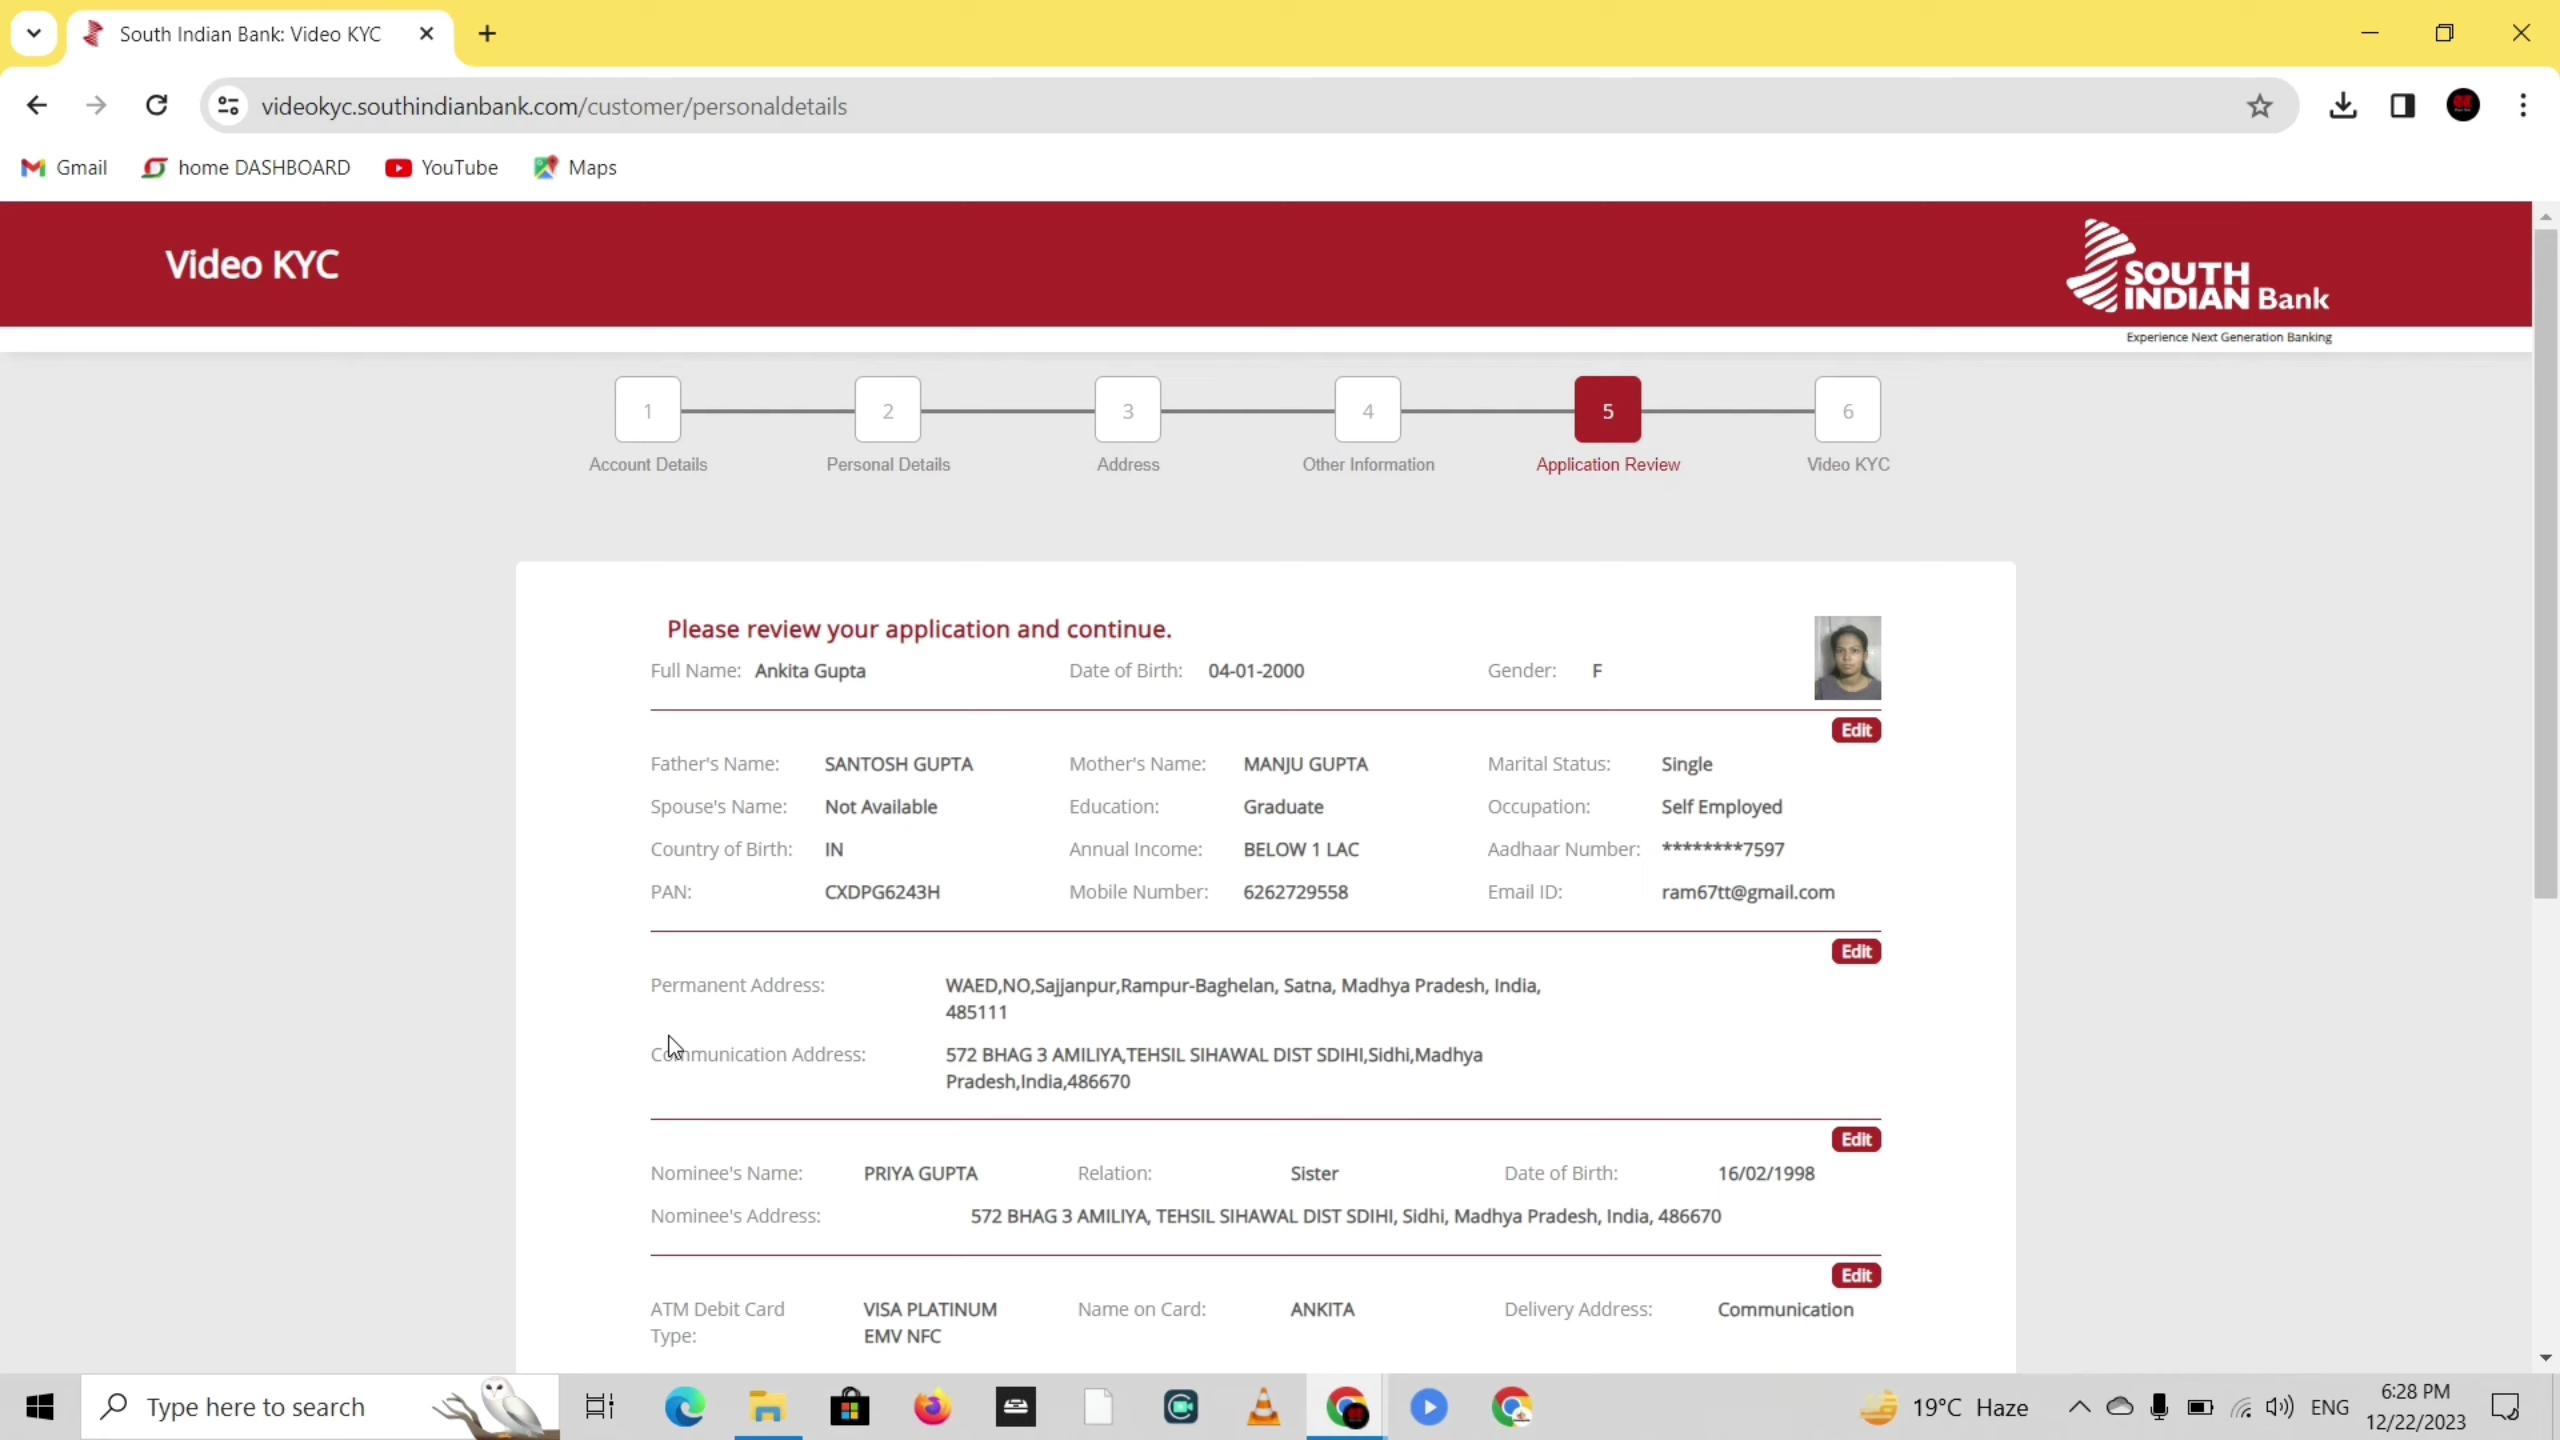 South Indian Bank: Video KYC
videokyc.southindianbank.com/customer/personaldetails
Gmail home DASHBOARD YouTube Maps
Video KYC
SOUTH
INDIAN Bank
Experience Next Generation Banking
1 2 3 4 5 6
Account Details Personal Details Address Other Information Application Review Video KYC
Please review your application and continue.
Full Name: Ankita Gupta Date of Birth: 04-01-2000 Gender: F
Edit
Father's Name: SANTOSH GUPTA Mother's Name: MANJU GUPTA Marital Status: Single
Spouse's Name: Not Available Education: Graduate Occupation: Self Employed
Country of Birth: IN Annual Income: BELOW 1 LAC Aadhaar Number: ********7597
PAN: CXDPG6243H Mobile Number: 6262729558 Email ID: ram67tt@gmail.com
Edit
Permanent Address: WAED,NO,Sajjanpur,Rampur-Baghelan, Satna, Madhya Pradesh, India,
485111
Communication Address: 572 BHAG 3 AMILIYA,TEHSIL SIHAWAL DIST SDIHI,Sidhi,Madhya
Pradesh,India,486670
Edit
Nominee's Name: PRIYA GUPTA Relation: Sister Date of Birth: 16/02/1998
Nominee's Address: 572 BHAG 3 AMILIYA, TEHSIL SIHAWAL DIST SDIHI, Sidhi, Madhya Pradesh, India, 486670
Edit
ATM Debit Card VISA PLATINUM Name on Card: ANKITA Delivery Address: Communication
Type: EMV NFC
Type here to search 19°C Haze ENG 6:28 PM
12/22/2023